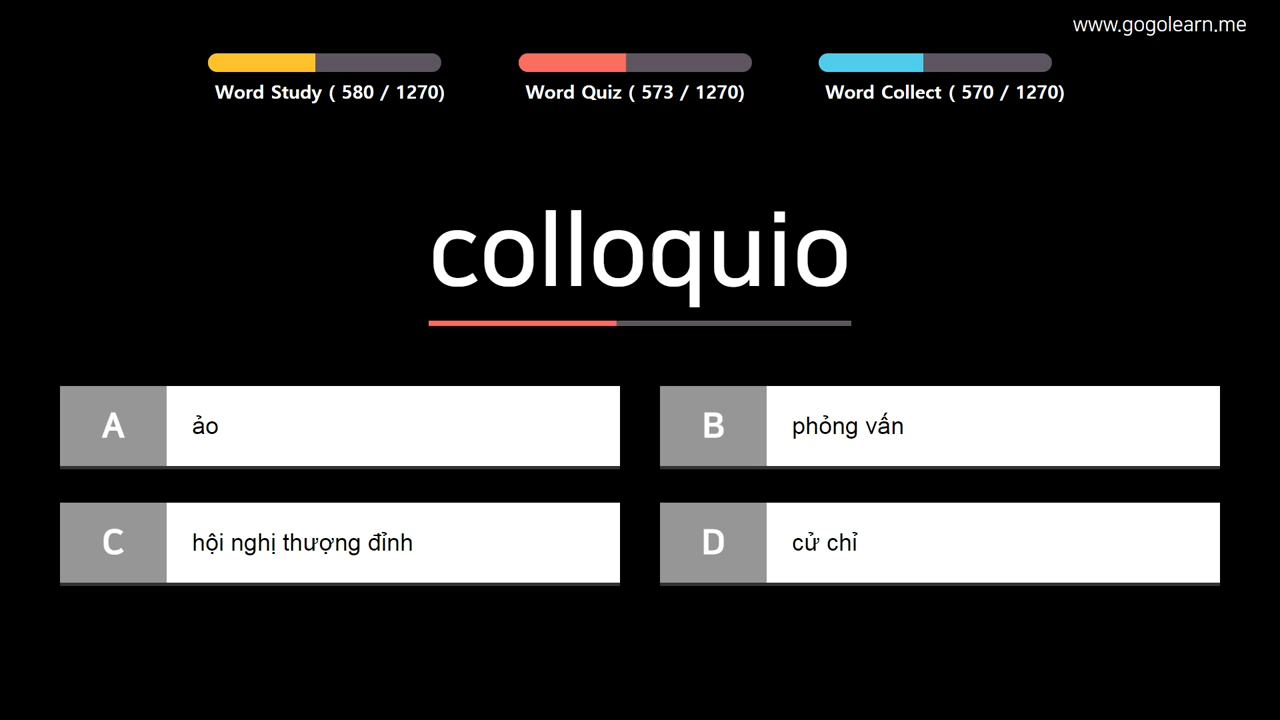 www.gogolearn.me
Word Study ( 580 / 1270)
Word Quiz ( 573 / 1270)
Word Collect ( 570 / 1270)
colloquio
A ảo
B phỏng vấn
C hội nghị thượng đỉnh
D cử chỉ